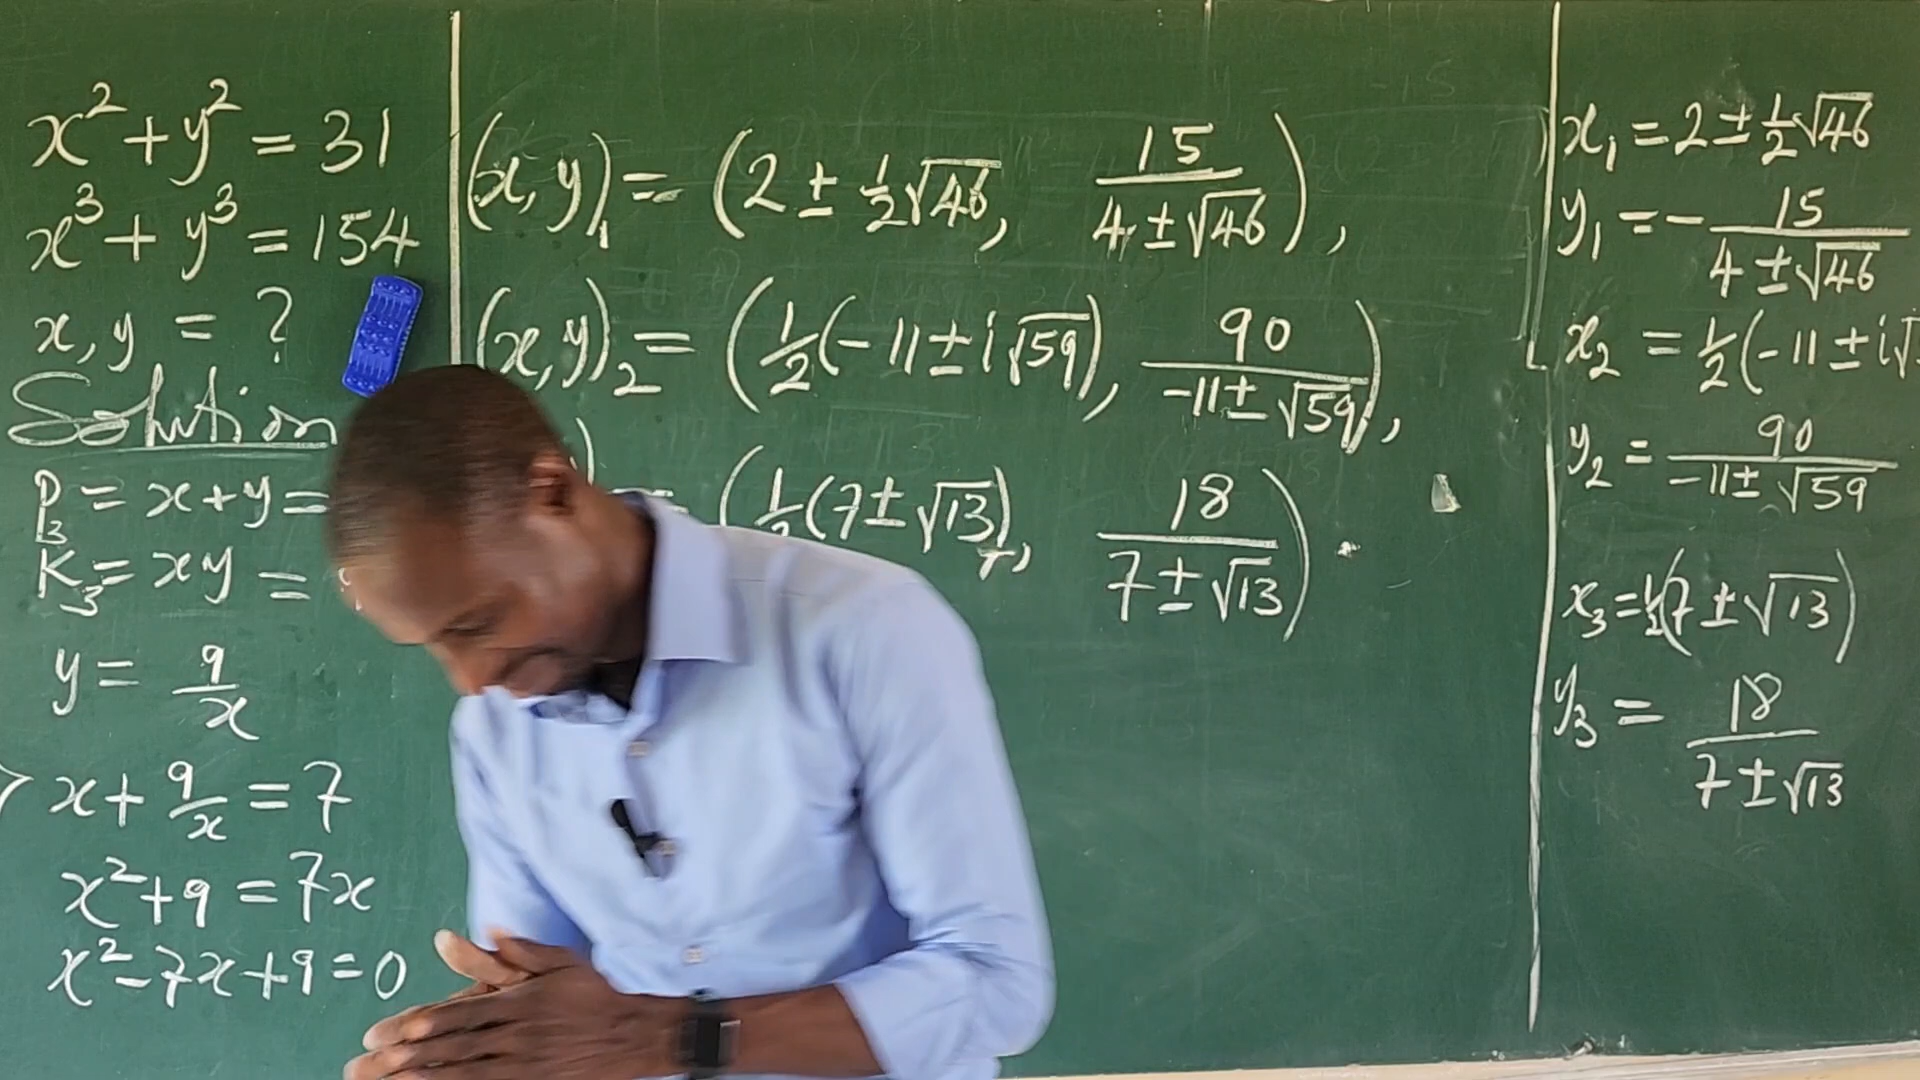 x² + y² = 31
x³ + y³ = 154
x, y = ?
Solution
P₃ = x + y =
K₃ = xy =
y = 9/x
x + 9/x = 7
x² + 9 = 7x
x² - 7x + 9 = 0
(x, y)₁ = (2 ± ½√46, 15/(4 ± √46)),
(x, y)₂ = (½(-11 ± i√59), 90/(-11 ± √59)),
= (½(7 ± √13), 18/(7 ± √13)).
x₁ = 2 ± ½√46
y₁ = - 15/(4 ± √46)
x₂ = ½(-11 ± i√
y₂ = 90/(-11 ± √59)
x₃ = ½(7 ± √13)
y₃ = 18/(7 ± √13)